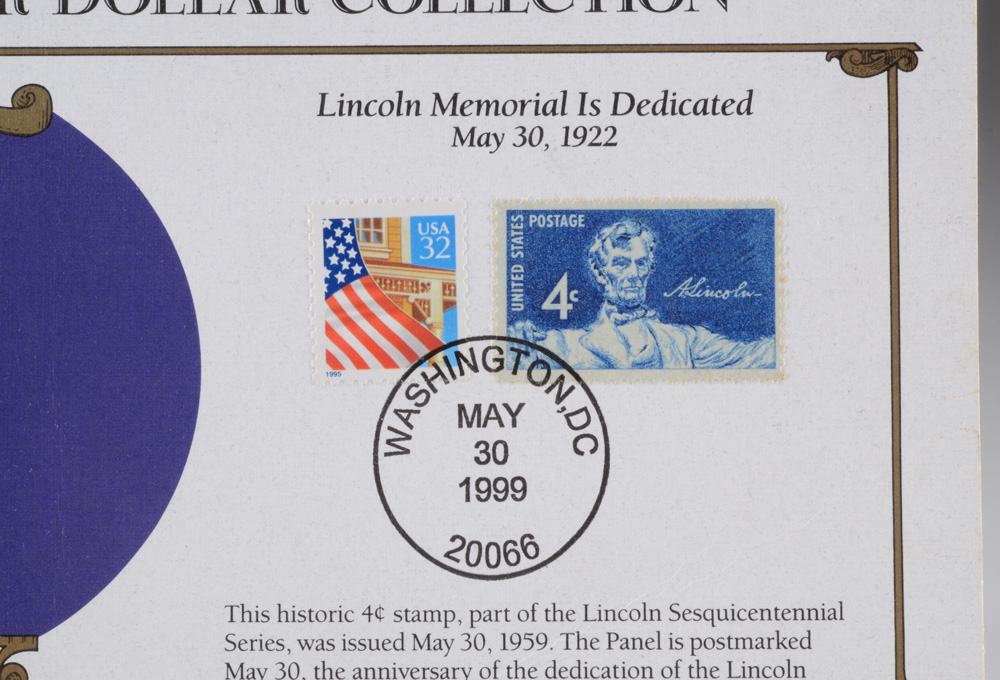 DOLLAR COLLECTION
Lincoln Memorial Is Dedicated
May 30, 1922
USA
32
1995
UNITED STATES POSTAGE
4c
A. Lincoln
WASHINGTON, DC
MAY
30
1999
20066
This historic 4¢ stamp, part of the Lincoln Sesquicentennial
Series, was issued May 30, 1959. The Panel is postmarked
May 30, the anniversary of the dedication of the Lincoln